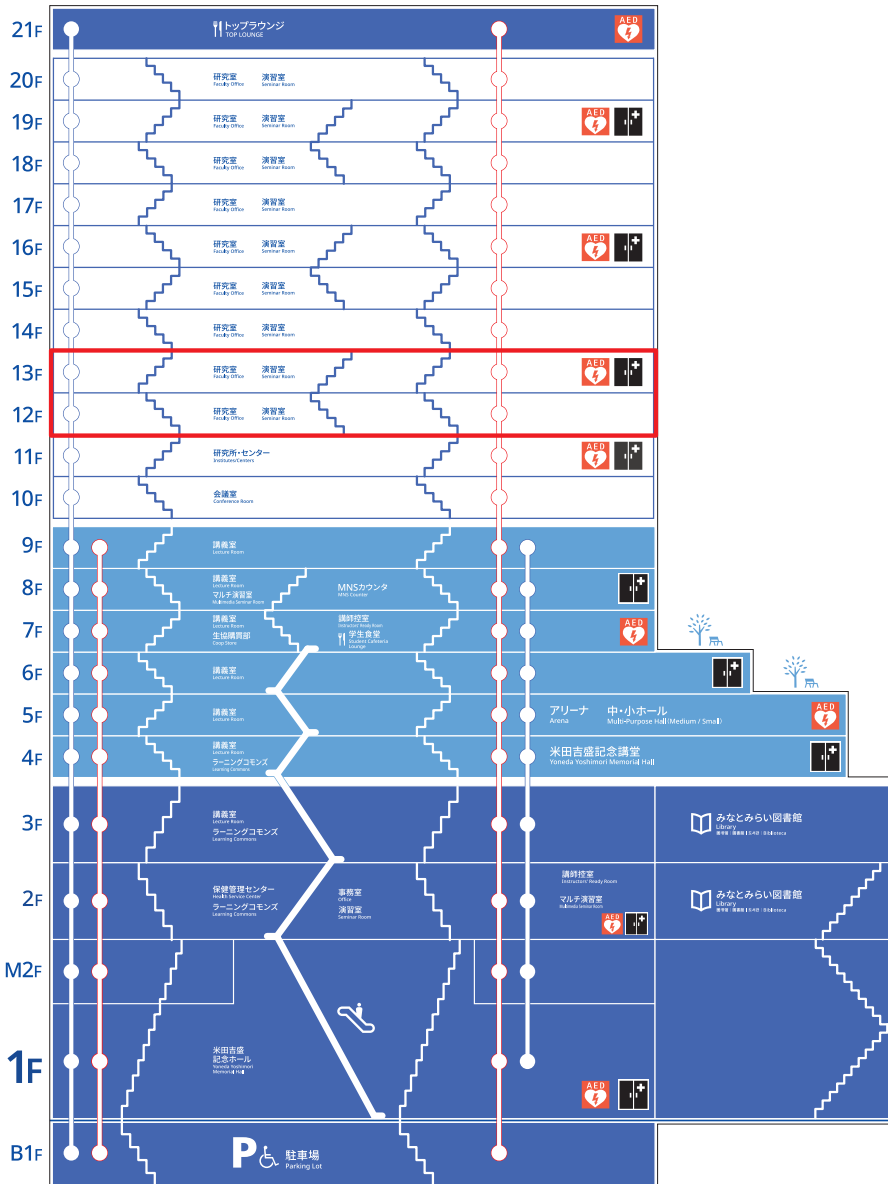 21F
トップラウンジ
TOP LOUNGE
AED
20F
研究室 演習室
Faculty Office Seminar Room
19F
研究室 演習室
Faculty Office Seminar Room
AED
18F
研究室 演習室
Faculty Office Seminar Room
17F
研究室 演習室
Faculty Office Seminar Room
16F
研究室 演習室
Faculty Office Seminar Room
AED
15F
研究室 演習室
Faculty Office Seminar Room
14F
研究室 演習室
Faculty Office Seminar Room
13F
研究室 演習室
Faculty Office Seminar Room
AED
12F
研究室 演習室
Faculty Office Seminar Room
11F
研究所・センター
Institutes/Centers
AED
10F
会議室
Conference Room
9F
講義室
Lecture Room
8F
講義室
Lecture Room
マルチ演習室
Multimedia Seminar Room
MNSカウンタ
MNS Counter
7F
講義室
Lecture Room
生協購買部
Coop Store
講師控室
Instructors' Ready Room
学生食堂
Student Cafeteria
Lounge
AED
6F
講義室
Lecture Room
5F
講義室
Lecture Room
アリーナ
Arena
中・小ホール
Multi-Purpose Hall (Medium / Small)
AED
4F
講義室
Lecture Room
ラーニングコモンズ
Learning Commons
米田吉盛記念講堂
Yoneda Yoshimori Memorial Hall
3F
講義室
Lecture Room
ラーニングコモンズ
Learning Commons
みなとみらい図書館
Library
2F
保健管理センター
Health Service Center
ラーニングコモンズ
Learning Commons
事務室
Office
演習室
Seminar Room
講師控室
Instructors' Ready Room
マルチ演習室
Multimedia Seminar Room
AED
みなとみらい図書館
Library
M2F
1F
米田吉盛
記念ホール
Yoneda Yoshimori
Memorial Hall
AED
B1F
P
駐車場
Parking Lot